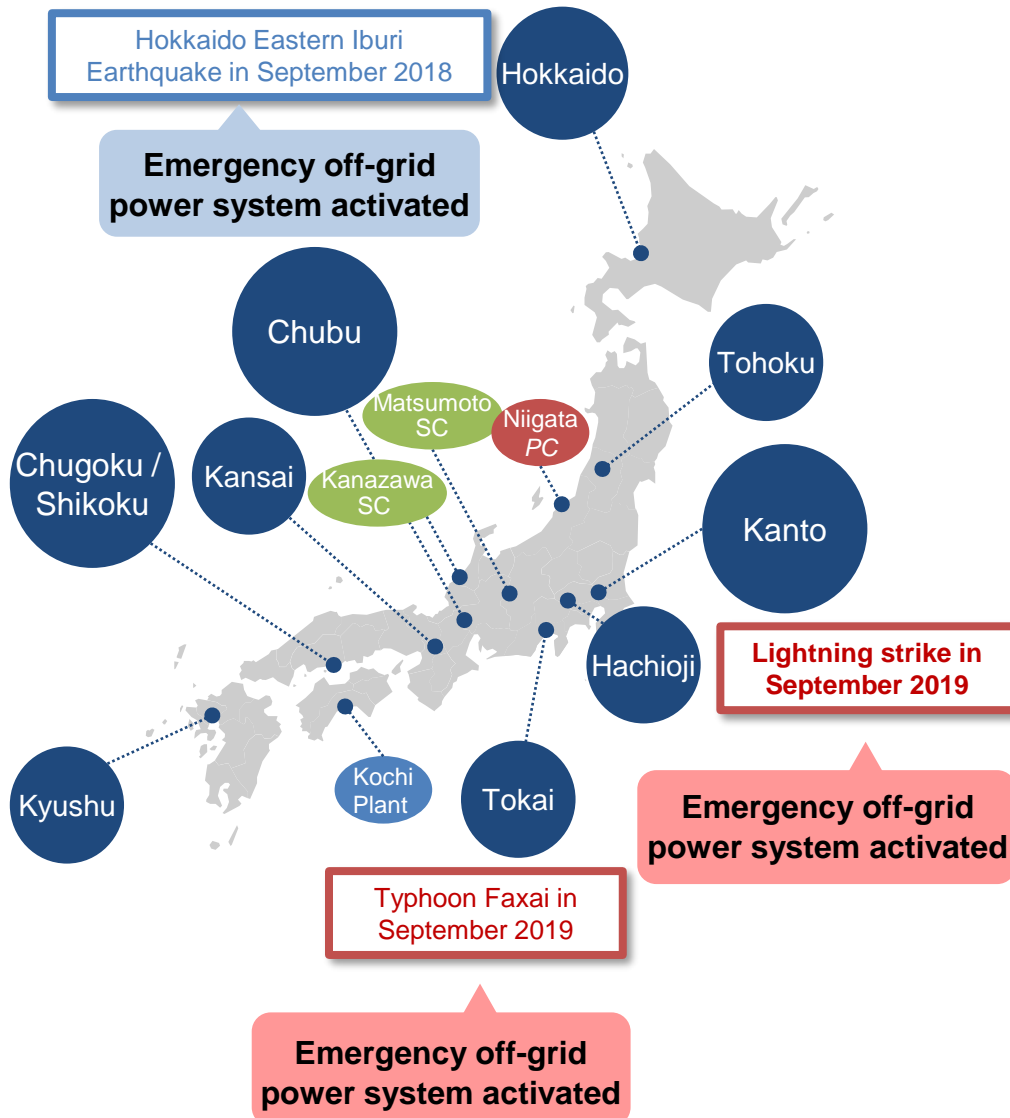 Hokkaido Eastern Iburi
Earthquake in September 2018
Hokkaido
Emergency off-grid
power system activated
Chubu
Tohoku
Matsumoto
SC
Niigata
PC
Chugoku /
Shikoku
Kansai
Kanazawa
SC
Kanto
Hachioji
Lightning strike in
September 2019
Kyushu
Kochi
Plant
Tokai
Emergency off-grid
power system activated
Typhoon Faxai in
September 2019
Emergency off-grid
power system activated